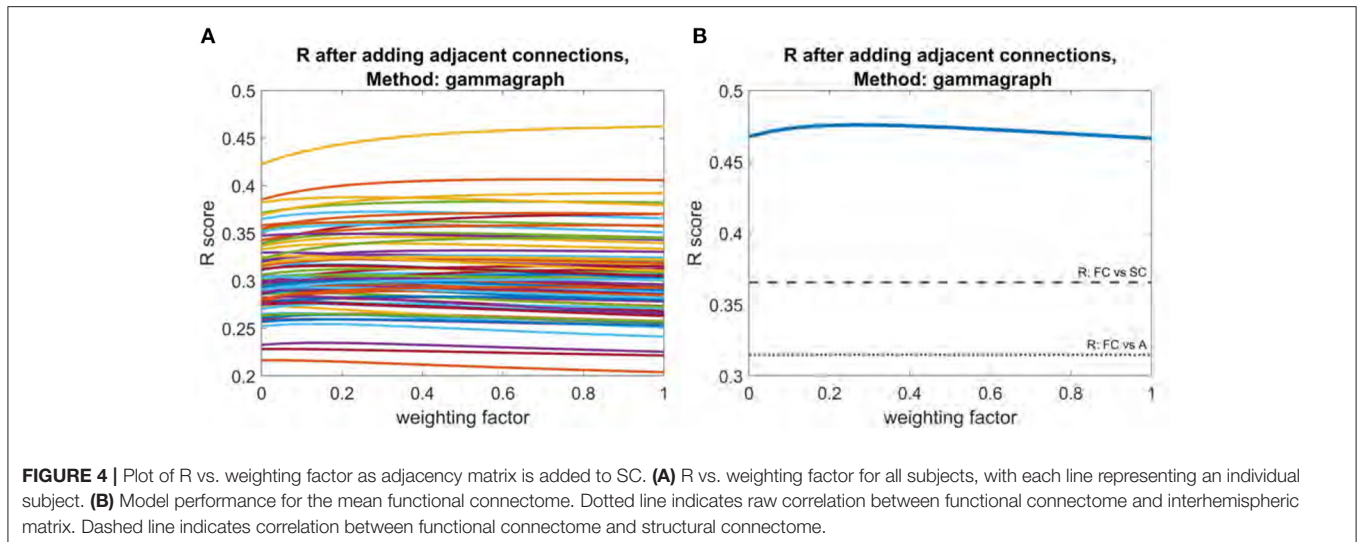 A
R after adding adjacent connections,
Method: gammagraph
0.5
0.45
0.4
0.35
0.3
0.25
0.2
R score
0
0.2
0.4
0.6
0.8
1
weighting factor
B
R after adding adjacent connections,
Method: gammagraph
0.5
0.45
0.4
0.35
0.3
R score
R: FC vs SC
R: FC vs A
0
0.2
0.4
0.6
0.8
1
weighting factor
FIGURE 4 | Plot of R vs. weighting factor as adjacency matrix is added to SC. (A) R vs. weighting factor for all subjects, with each line representing an individual
subject. (B) Model performance for the mean functional connectome. Dotted line indicates raw correlation between functional connectome and interhemispheric
matrix. Dashed line indicates correlation between functional connectome and structural connectome.